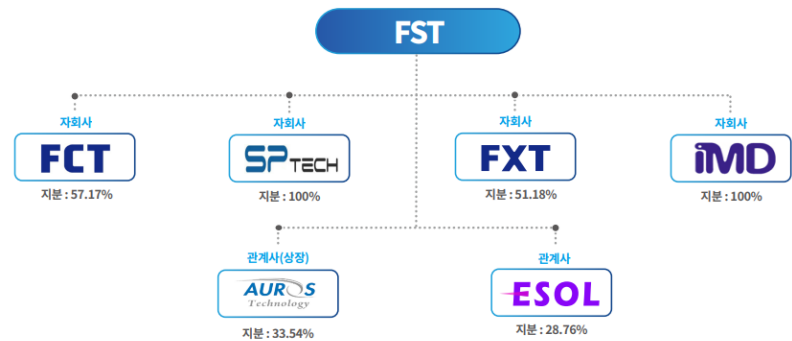 FST
자회사
자회사
자회사
자회사
FCT
SP TECH
FXT
iMD
지분 : 57.17%
지분 : 100%
지분 : 51.18%
지분 : 100%
관계사(상장)
관계사
AUROS
Technology
ESOL
지분 : 33.54%
지분 : 28.76%